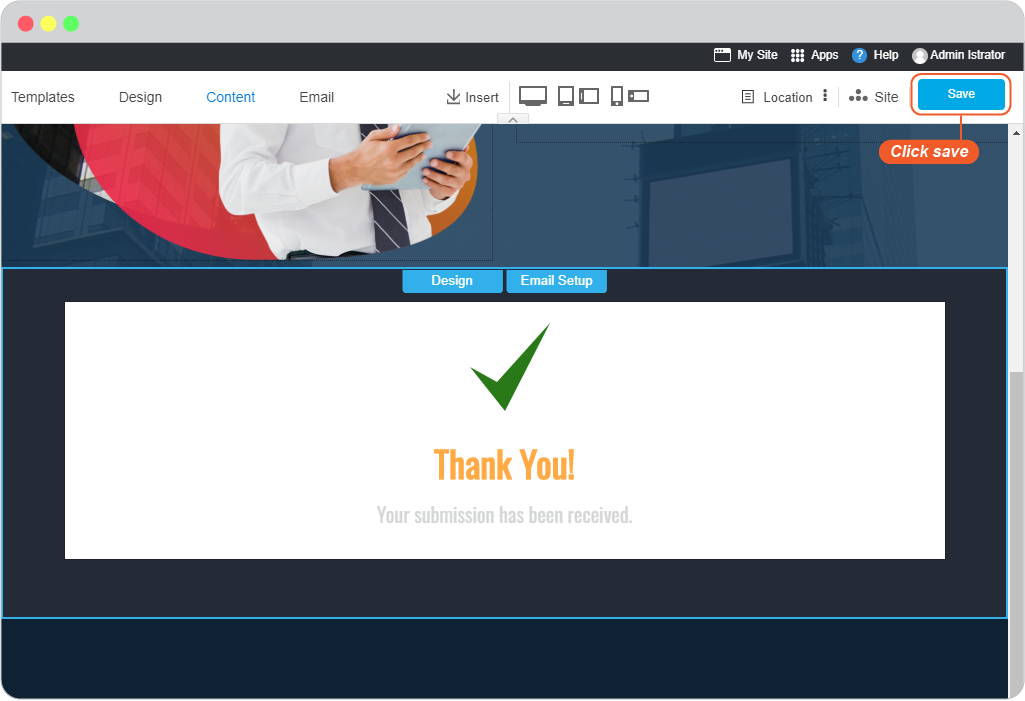 My Site Apps ? Help Admin Istrator
Templates Design Content Email Insert Location Site Save
Click save
Design Email Setup
Thank You!
Your submission has been received.